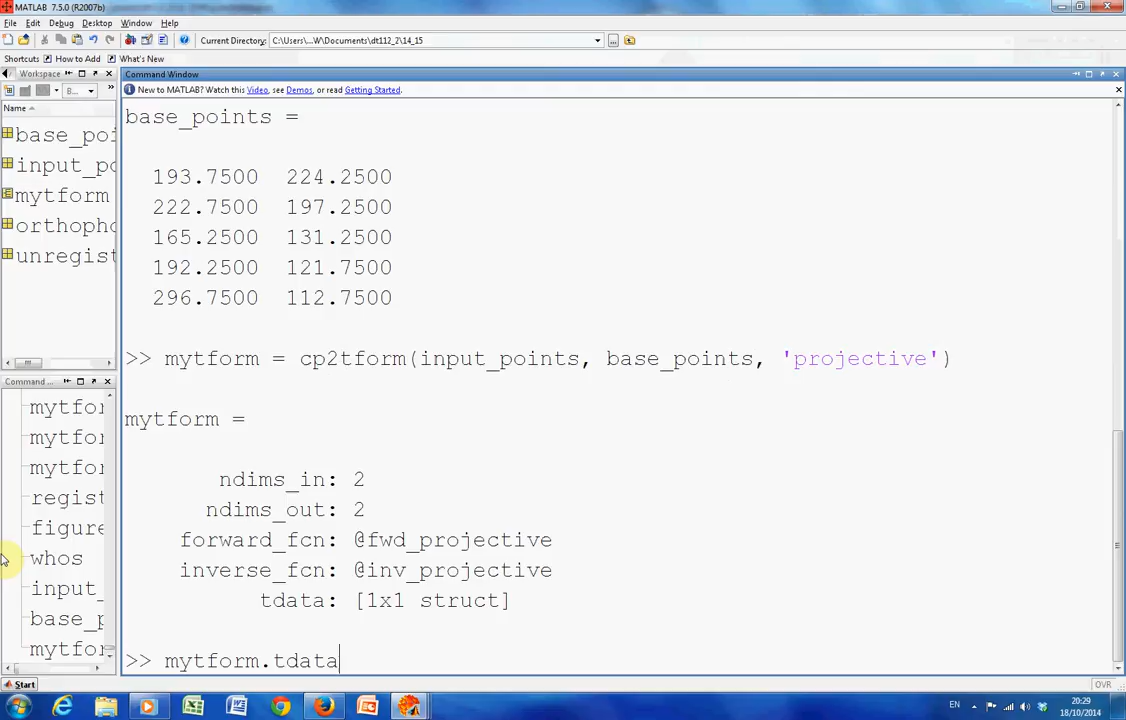 MATLAB 7.5.0 (R2007b)
File Edit Debug Desktop Window Help
Current Directory: C:\Users\...W\Documents\dt112_2\14_15
Shortcuts How to Add What's New
Workspace
Command Window
B...
New to MATLAB? Watch this Video, see Demos, or read Getting Started.
Name
base_poi
input_po
mytform
orthopho
unregist
base_points =
193.7500 224.2500
222.7500 197.2500
165.2500 131.2500
192.2500 121.7500
296.7500 112.7500
>> mytform = cp2tform(input_points, base_points, 'projective')
mytform =
ndims_in: 2
ndims_out: 2
forward_fcn: @fwd_projective
inverse_fcn: @inv_projective
tdata: [1x1 struct]
>> mytform.tdata
Command
mytfor
mytfor
mytfor
regist
figure
whos
input_
base_p
mytfor
Start
OVR
EN
20:29
18/10/2014